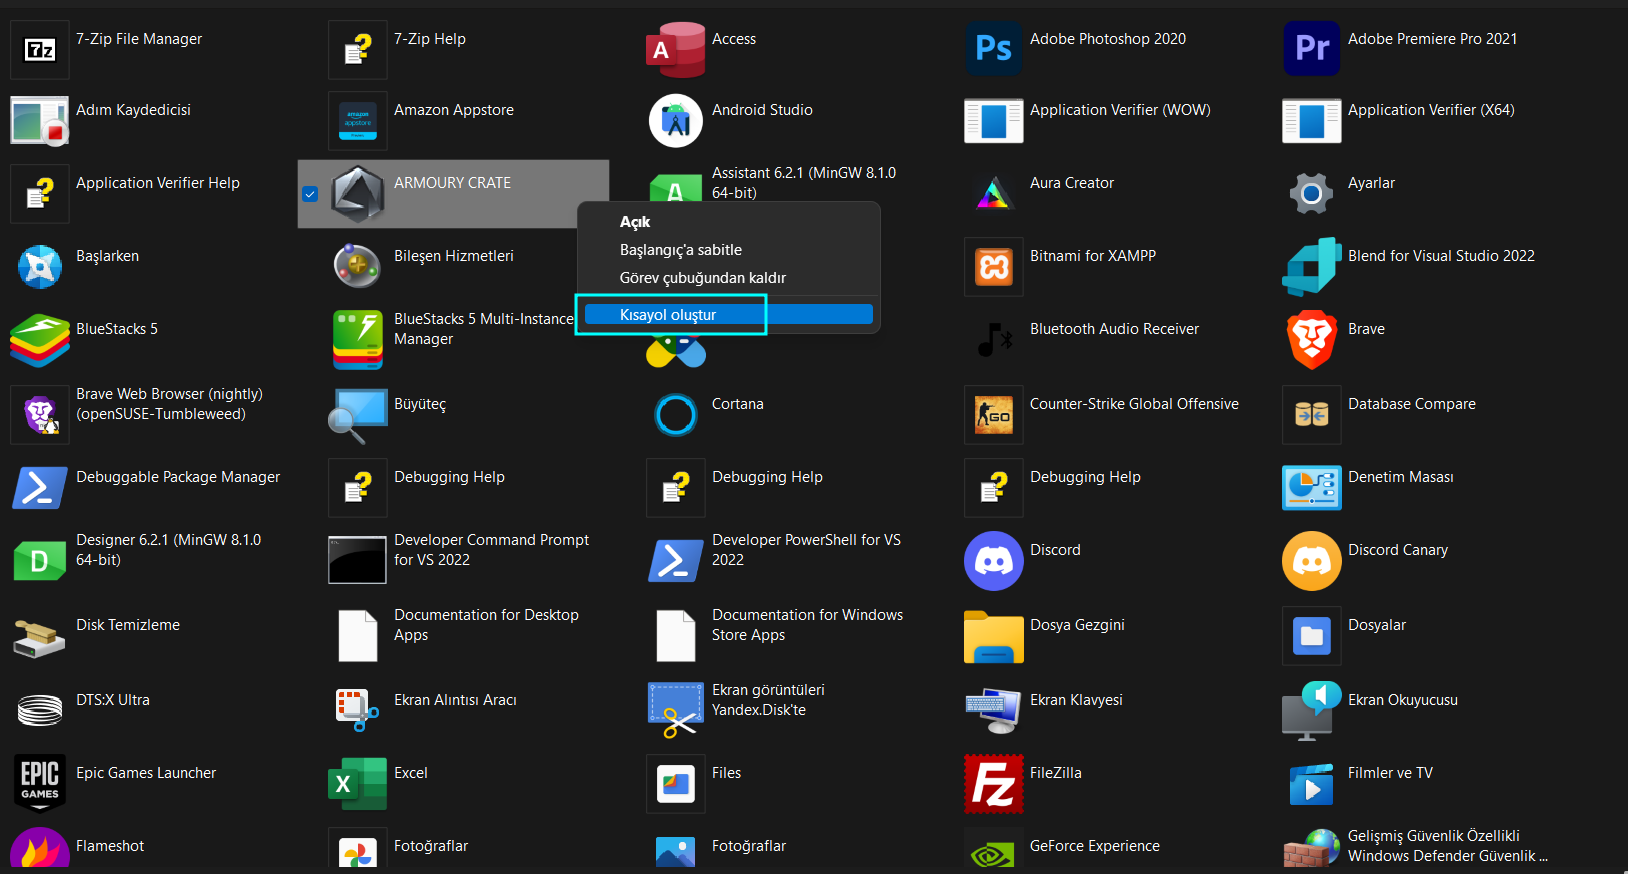 7-Zip File Manager
7-Zip Help
Access
Adobe Photoshop 2020
Adobe Premiere Pro 2021
7z
?
A
Ps
Pr
Adım Kaydedicisi
Amazon Appstore
Android Studio
Application Verifier (WOW)
Application Verifier (X64)
amazon
appstore
Application Verifier Help
ARMOURY CRATE
Assistant 6.2.1 (MinGW 8.1.0
64-bit)
Aura Creator
Ayarlar
?
A
Açık
Başlangıç'a sabitle
Görev çubuğundan kaldır
Kısayol oluştur
Başlarken
Bileşen Hizmetleri
Bitnami for XAMPP
Blend for Visual Studio 2022
BlueStacks 5
BlueStacks 5 Multi-Instance
Manager
Bluetooth Audio Receiver
Brave
Brave Web Browser (nightly)
(openSUSE-Tumbleweed)
Büyüteç
Cortana
Counter-Strike Global Offensive
Database Compare
GO
Debuggable Package Manager
Debugging Help
Debugging Help
Debugging Help
Denetim Masası
?
?
?
Designer 6.2.1 (MinGW 8.1.0
64-bit)
Developer Command Prompt
for VS 2022
Developer PowerShell for VS
2022
Discord
Discord Canary
D
Disk Temizleme
Documentation for Desktop
Apps
Documentation for Windows
Store Apps
Dosya Gezgini
Dosyalar
DTS:X Ultra
Ekran Alıntısı Aracı
Ekran görüntüleri
Yandex.Disk'te
Ekran Klavyesi
Ekran Okuyucusu
Epic Games Launcher
Excel
Files
FileZilla
Filmler ve TV
EPIC
GAMES
X
Fz
Flameshot
Fotoğraflar
Fotoğraflar
GeForce Experience
Gelişmiş Güvenlik Özellikli
Windows Defender Güvenlik ...